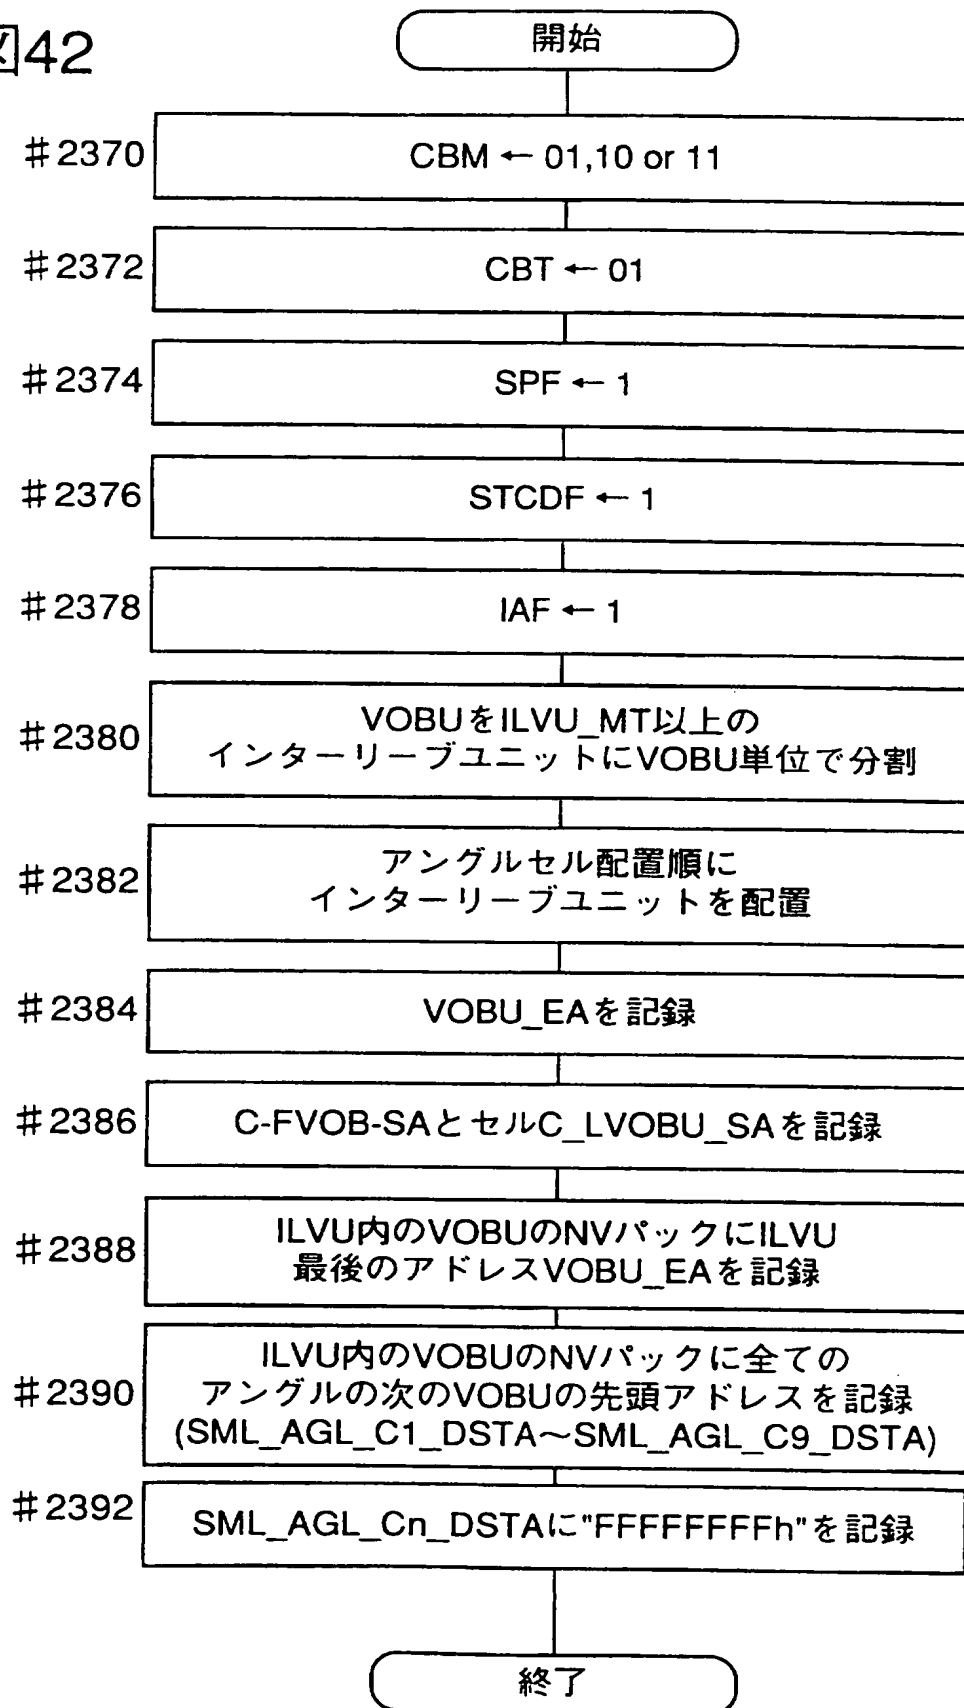 図42
開始
#2370
CBM ← 01,10 or 11
#2372
CBT ← 01
#2374
SPF ← 1
#2376
STCDF ← 1
#2378
IAF ← 1
#2380
VOBUをILVU_MT以上の
インターリーブユニットにVOBU単位で分割
#2382
アングルセル配置順に
インターリーブユニットを配置
#2384
VOBU_EAを記録
#2386
C-FVOB-SAとセルC_LVOBU_SAを記録
#2388
ILVU内のVOBUのNVパックにILVU
最後のアドレスVOBU_EAを記録
#2390
ILVU内のVOBUのNVパックに全ての
アングルの次のVOBUの先頭アドレスを記録
(SML_AGL_C1_DSTA~SML_AGL_C9_DSTA)
#2392
SML_AGL_Cn_DSTAに"FFFFFFFFh"を記録
終了